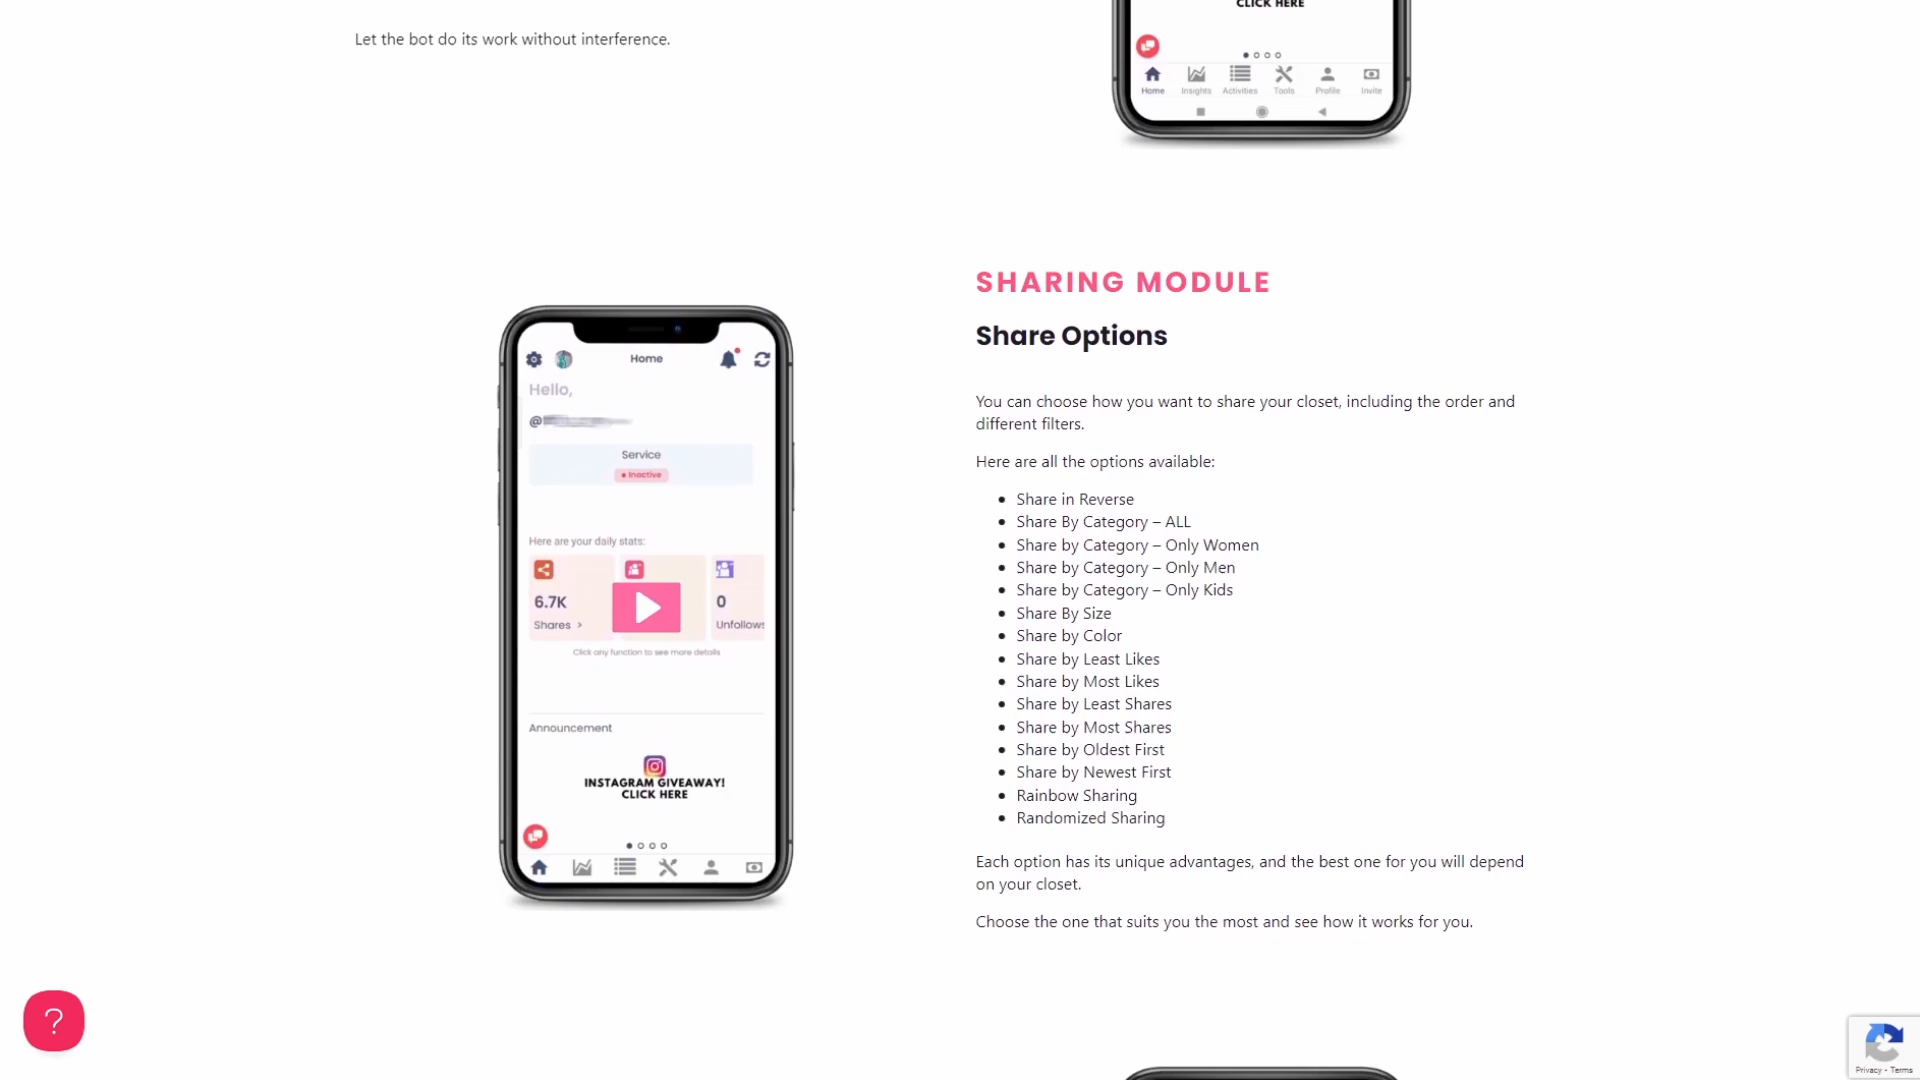 Let the bot do its work without interference.
CLICK HERE
Home Insights Activities Tools Profile Invite
SHARING MODULE
Share Options
You can choose how you want to share your closet, including the order and
different filters.
Here are all the options available:
Share in Reverse
Share By Category – ALL
Share by Category – Only Women
Share by Category – Only Men
Share by Category – Only Kids
Share By Size
Share by Color
Share by Least Likes
Share by Most Likes
Share by Least Shares
Share by Most Shares
Share by Oldest First
Share by Newest First
Rainbow Sharing
Randomized Sharing
Each option has its unique advantages, and the best one for you will depend
on your closet.
Choose the one that suits you the most and see how it works for you.
Home
Hello,
@
Service
Inactive
Here are your daily stats:
6.7K 0
Shares > Unfollows
Click any function to see more details
Announcement
INSTAGRAM GIVEAWAY!
CLICK HERE
?
Privacy - Terms